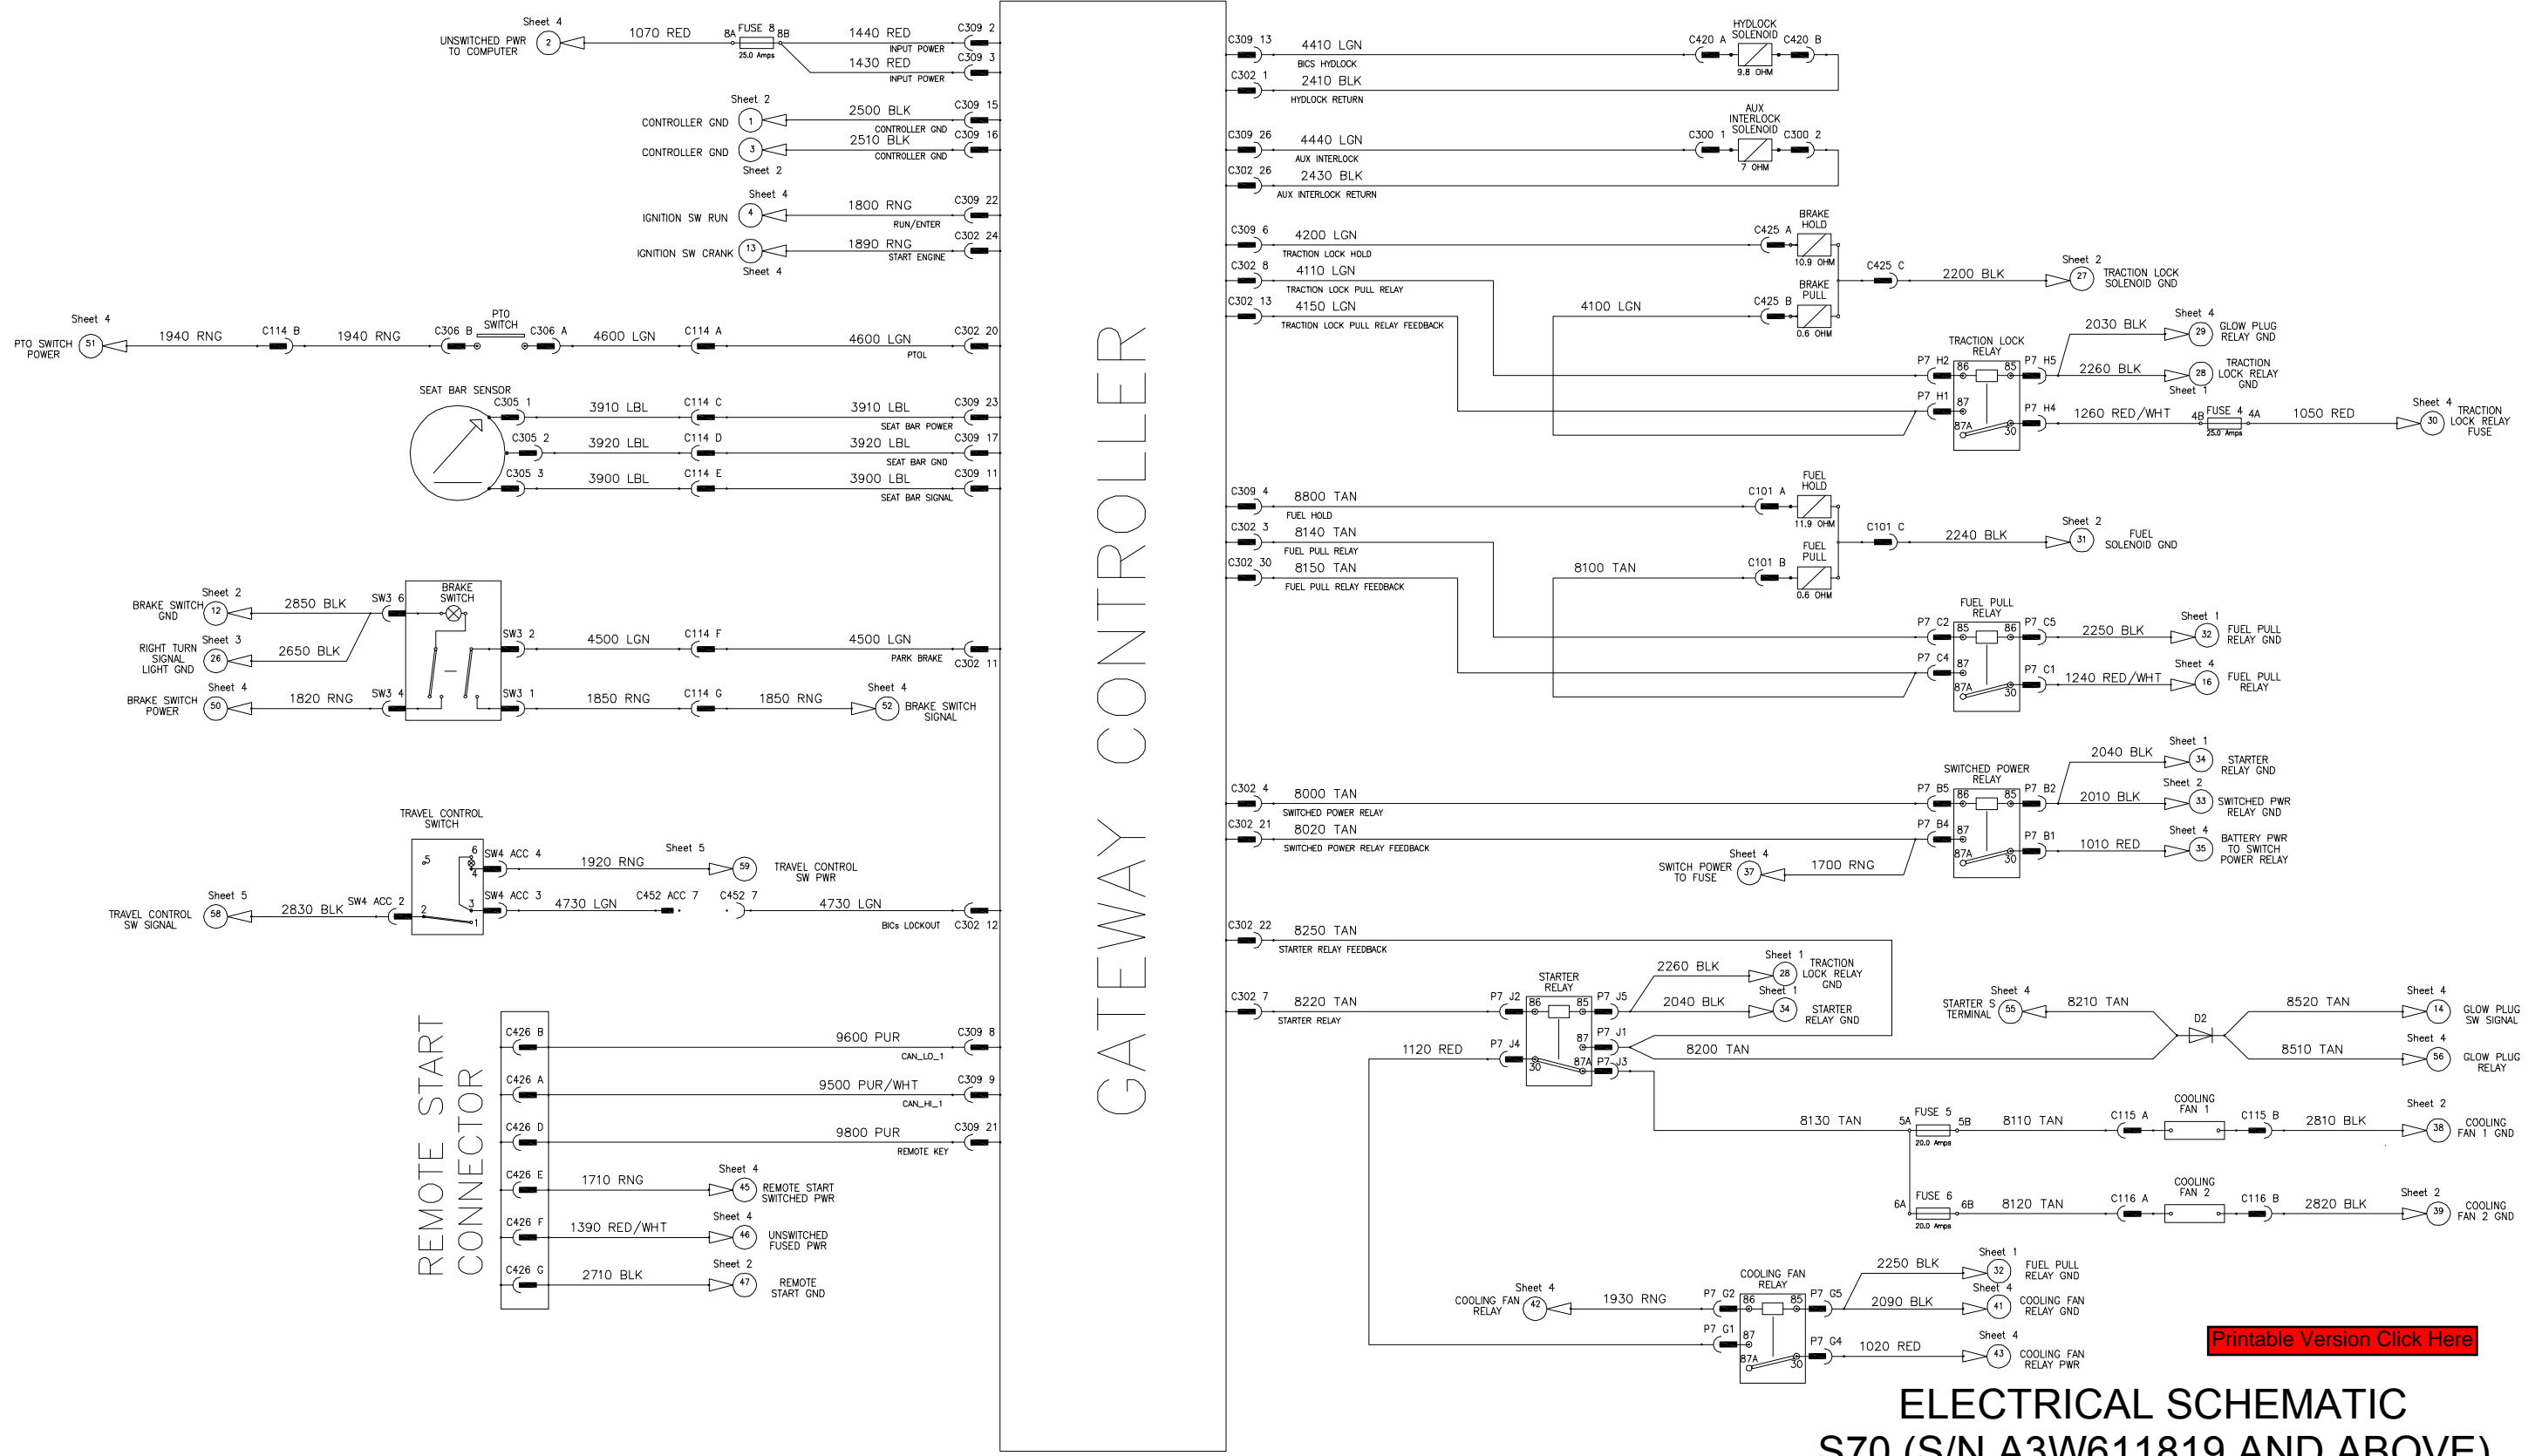 Sheet 4
UNSWITCHED PWR
TO COMPUTER
2
1070 RED
8A
FUSE 8
8B
25.0 Amps
1440 RED
INPUT POWER
C309 2
1430 RED
INPUT POWER
C309 3
Sheet 2
CONTROLLER GND
1
2500 BLK
CONTROLLER GND
C309 15
CONTROLLER GND
3
Sheet 2
2510 BLK
CONTROLLER GND
C309 16
Sheet 4
IGNITION SW RUN
4
1800 RNG
RUN/ENTER
C309 22
IGNITION SW CRANK
13
Sheet 4
1890 RNG
START ENGINE
C302 24
Sheet 4
PTO SWITCH
POWER
51
1940 RNG
C114 B
1940 RNG
C306 B
PTO
SWITCH
C306 A
4600 LGN
C114 A
4600 LGN
PTOL
C302 20
SEAT BAR SENSOR
C305 1
3910 LBL
C114 C
3910 LBL
SEAT BAR POWER
C309 23
C305 2
3920 LBL
C114 D
3920 LBL
SEAT BAR GND
C309 17
C305 3
3900 LBL
C114 E
3900 LBL
SEAT BAR SIGNAL
C309 11
Sheet 2
BRAKE SWITCH
GND
12
2850 BLK
SW3 6
BRAKE
SWITCH
Sheet 3
RIGHT TURN
SIGNAL
LIGHT GND
26
2650 BLK
SW3 2
4500 LGN
C114 F
4500 LGN
PARK BRAKE
C302 11
Sheet 4
BRAKE SWITCH
POWER
50
1820 RNG
SW3 4
SW3 1
1850 RNG
C114 G
1850 RNG
Sheet 4
52
BRAKE SWITCH
SIGNAL
TRAVEL CONTROL
SWITCH
5
6
4
SW4 ACC 4
1920 RNG
Sheet 5
59
TRAVEL CONTROL
SW PWR
Sheet 5
TRAVEL CONTROL
SW SIGNAL
58
2830 BLK
SW4 ACC 2
2
3
1
SW4 ACC 3
4730 LGN
C452 ACC 7
C452 7
4730 LGN
BICs LOCKOUT
C302 12
REMOTE START
CONNECTOR
C426 B
9600 PUR
CAN_LO_1
C309 8
C426 A
9500 PUR/WHT
CAN_HI_1
C309 9
C426 D
9800 PUR
REMOTE KEY
C309 21
C426 E
1710 RNG
Sheet 4
45
REMOTE START
SWITCHED PWR
C426 F
1390 RED/WHT
Sheet 4
46
UNSWITCHED
FUSED PWR
C426 G
2710 BLK
Sheet 2
47
REMOTE
START GND
GATEWAY CONTROLLER
C309 13
4410 LGN
BICS HYDLOCK
C420 A
HYDLOCK
SOLENOID
C420 B
9.8 OHM
C302 1
2410 BLK
HYDLOCK RETURN
C309 26
4440 LGN
AUX INTERLOCK
C300 1
AUX
INTERLOCK
SOLENOID
C300 2
7 OHM
C302 26
2430 BLK
AUX INTERLOCK RETURN
C309 6
4200 LGN
TRACTION LOCK HOLD
C425 A
BRAKE
HOLD
10.9 OHM
C302 8
4110 LGN
TRACTION LOCK PULL RELAY
C425 C
2200 BLK
Sheet 2
27
TRACTION LOCK
SOLENOID GND
C302 13
4150 LGN
TRACTION LOCK PULL RELAY FEEDBACK
4100 LGN
C425 B
BRAKE
PULL
0.6 OHM
TRACTION LOCK
RELAY
P7 H2
86
85
P7 H5
2030 BLK
Sheet 4
29
GLOW PLUG
RELAY GND
2260 BLK
28
Sheet 1
TRACTION
LOCK RELAY
GND
P7 H1
87
87A
30
P7 H4
1260 RED/WHT
4B
FUSE 4
4A
25.0 Amps
1050 RED
Sheet 4
30
TRACTION
LOCK RELAY
FUSE
C309 4
8800 TAN
FUEL HOLD
C101 A
FUEL
HOLD
11.9 OHM
C302 3
8140 TAN
FUEL PULL RELAY
C101 C
2240 BLK
Sheet 2
31
FUEL
SOLENOID GND
C302 30
8150 TAN
FUEL PULL RELAY FEEDBACK
8100 TAN
C101 B
FUEL
PULL
0.6 OHM
FUEL PULL
RELAY
P7 C2
85
86
P7 C5
2250 BLK
Sheet 1
32
FUEL PULL
RELAY GND
P7 C4
87
87A
30
P7 C1
1240 RED/WHT
Sheet 4
16
FUEL PULL
RELAY
C302 4
8000 TAN
SWITCHED POWER RELAY
SWITCHED POWER
RELAY
P7 B5
86
85
P7 B2
2040 BLK
Sheet 1
34
STARTER
RELAY GND
2010 BLK
Sheet 2
33
SWITCHED PWR
RELAY GND
C302 21
8020 TAN
SWITCHED POWER RELAY FEEDBACK
P7 B4
87
87A
30
P7 B1
1010 RED
Sheet 4
35
BATTERY PWR
TO SWITCH
POWER RELAY
SWITCH POWER
TO FUSE
Sheet 4
37
1700 RNG
C302 22
8250 TAN
STARTER RELAY FEEDBACK
C302 7
8220 TAN
STARTER RELAY
P7 J2
STARTER
RELAY
86
85
P7 J5
2260 BLK
Sheet 1
28
TRACTION
LOCK RELAY
GND
2040 BLK
Sheet 1
34
STARTER
RELAY GND
1120 RED
P7 J4
30
87
87A
P7 J1
P7 J3
8200 TAN
STARTER S
TERMINAL
Sheet 4
55
8210 TAN
D2
8520 TAN
Sheet 4
14
GLOW PLUG
SW SIGNAL
8510 TAN
Sheet 4
56
GLOW PLUG
RELAY
8130 TAN
5A
FUSE 5
5B
20.0 Amps
8110 TAN
C115 A
COOLING
FAN 1
C115 B
2810 BLK
Sheet 2
38
COOLING
FAN 1 GND
6A
FUSE 6
6B
20.0 Amps
8120 TAN
C116 A
COOLING
FAN 2
C116 B
2820 BLK
Sheet 2
39
COOLING
FAN 2 GND
Sheet 4
COOLING FAN
RELAY
42
1930 RNG
P7 G2
COOLING FAN
RELAY
86
85
P7 G5
2250 BLK
Sheet 1
32
FUEL PULL
RELAY GND
2090 BLK
Sheet 4
41
COOLING FAN
RELAY GND
P7 G1
87
87A
30
P7 G4
1020 RED
Sheet 4
43
COOLING FAN
RELAY PWR
Printable Version Click Here
ELECTRICAL SCHEMATIC
S70 (S/N A3W611819 AND ABOVE)